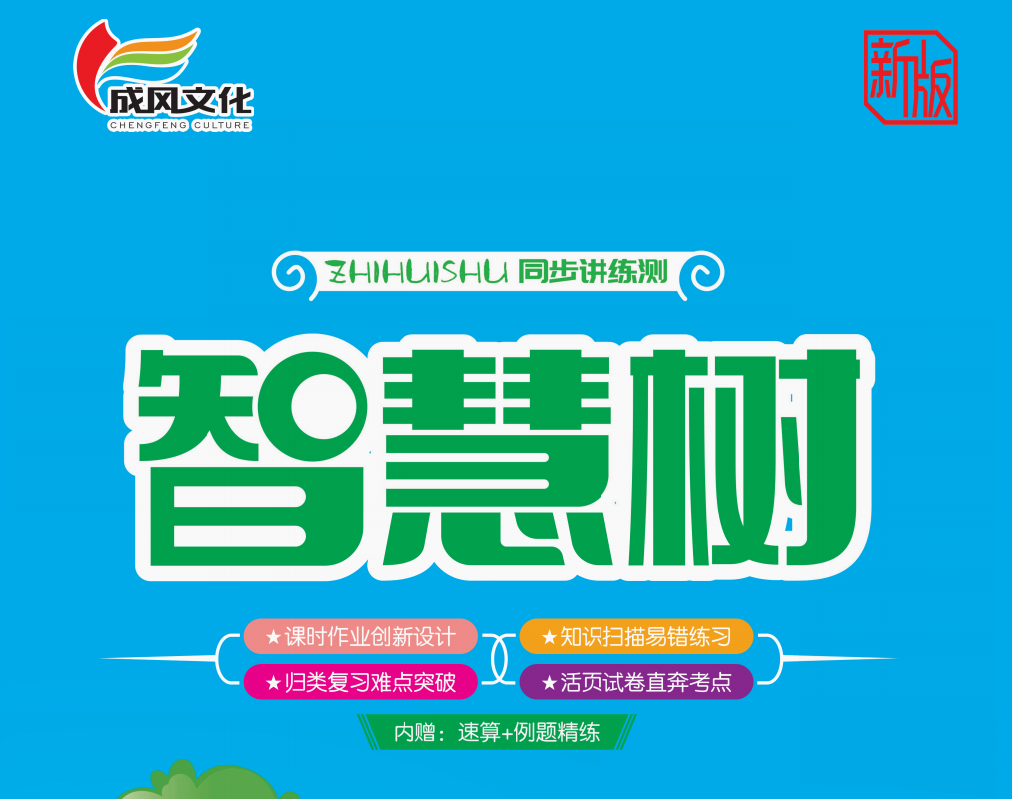 成风文化
CHENGFENG CULTURE
新版
ZHIHUISHU 同步讲练测
智慧树
★课时作业创新设计
★知识扫描易错练习
★归类复习难点突破
★活页试卷直奔考点
内赠：速算+例题精练